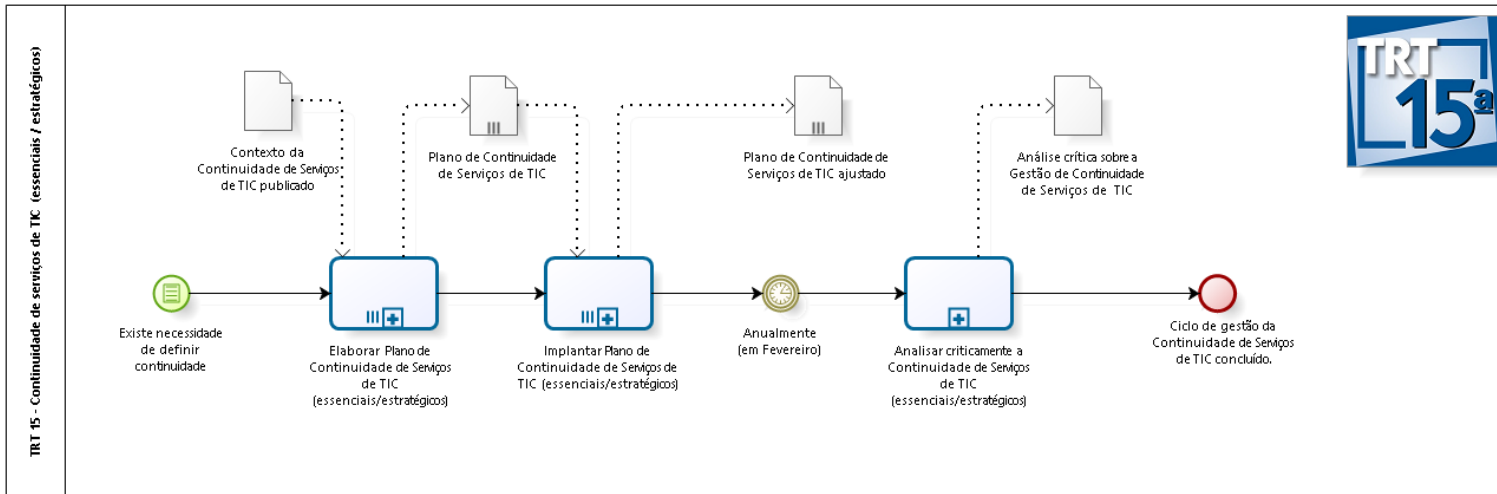 TRT 15 - Continuidade de serviços de TIC (essenciais / estratégicos)
TRT
15ª
Contexto da
Continuidade de Serviços
de TIC publicado
Plano de Continuidade
de Serviços de TIC
Plano de Continuidade de
Serviços de TIC ajustado
Análise crítica sobre a
Gestão de Continuidade
de Serviços de TIC
Existe necessidade
de definir
continuidade
Elaborar Plano de
Continuidade de Serviços
de TIC
(essenciais/estratégicos)
Implantar Plano de
Continuidade de Serviços de
TIC (essenciais/estratégicos)
Anualmente
(em Fevereiro)
Analisar criticamente a
Continuidade de Serviços
de TIC
(essenciais/estratégicos)
Ciclo de gestão da
Continuidade de Serviços
de TIC concluído.